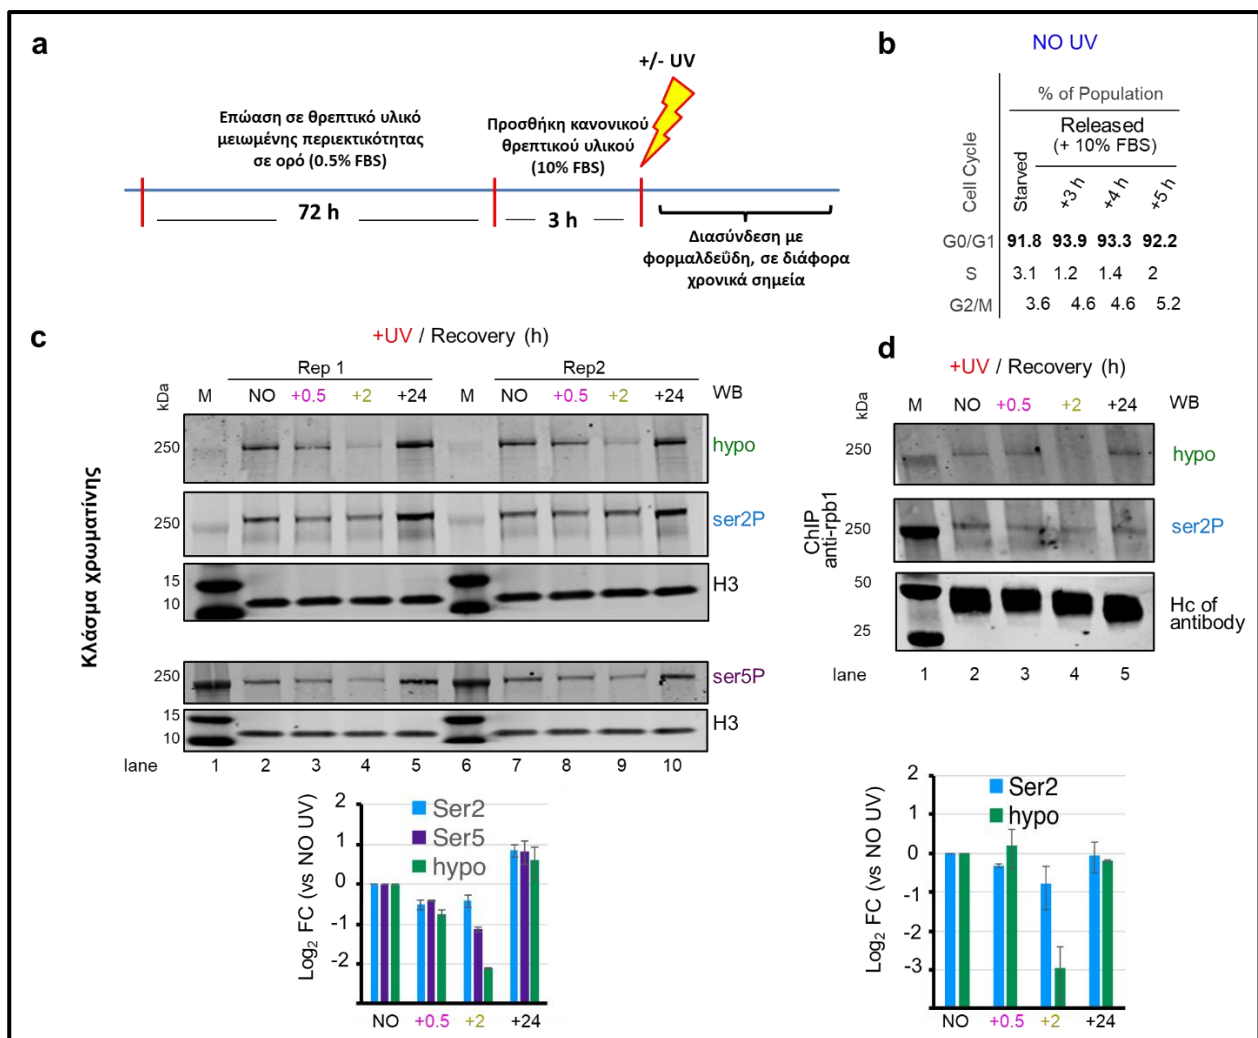 a
+/- UV
Επώαση σε θρεπτικό υλικό
μειωμένης περιεκτικότητας
σε ορό (0.5% FBS)
Προσθήκη κανονικού
θρεπτικού υλικού
(10% FBS)
72 h
3 h
Διασύνδεση με
φορμαλδεΰδη, σε διάφορα
χρονικά σημεία
b
NO UV
% of Population
Released
(+ 10% FBS)
Cell Cycle
Starved
+3 h
+4 h
+5 h
G0/G1 91.8 93.9 93.3 92.2
S 3.1 1.2 1.4 2
G2/M 3.6 4.6 4.6 5.2
c
+UV / Recovery (h)
Rep 1
Rep2
kDa
M NO +0.5 +2 +24 M NO +0.5 +2 +24 WB
250
hypo
250
ser2P
15
10
H3
250
ser5P
15
10
H3
Κλάσμα χρωματίνης
lane 1 2 3 4 5 6 7 8 9 10
2
1
0
-1
-2
Log2 FC (vs NO UV)
Ser2
Ser5
hypo
NO +0.5 +2 +24
d
+UV / Recovery (h)
kDa
M NO +0.5 +2 +24 WB
250
hypo
ChIP
anti-rpb1
250
ser2P
50
25
Hc of
antibody
lane 1 2 3 4 5
2
1
0
-1
-2
-3
Log2 FC (vs NO UV)
Ser2
hypo
NO +0.5 +2 +24